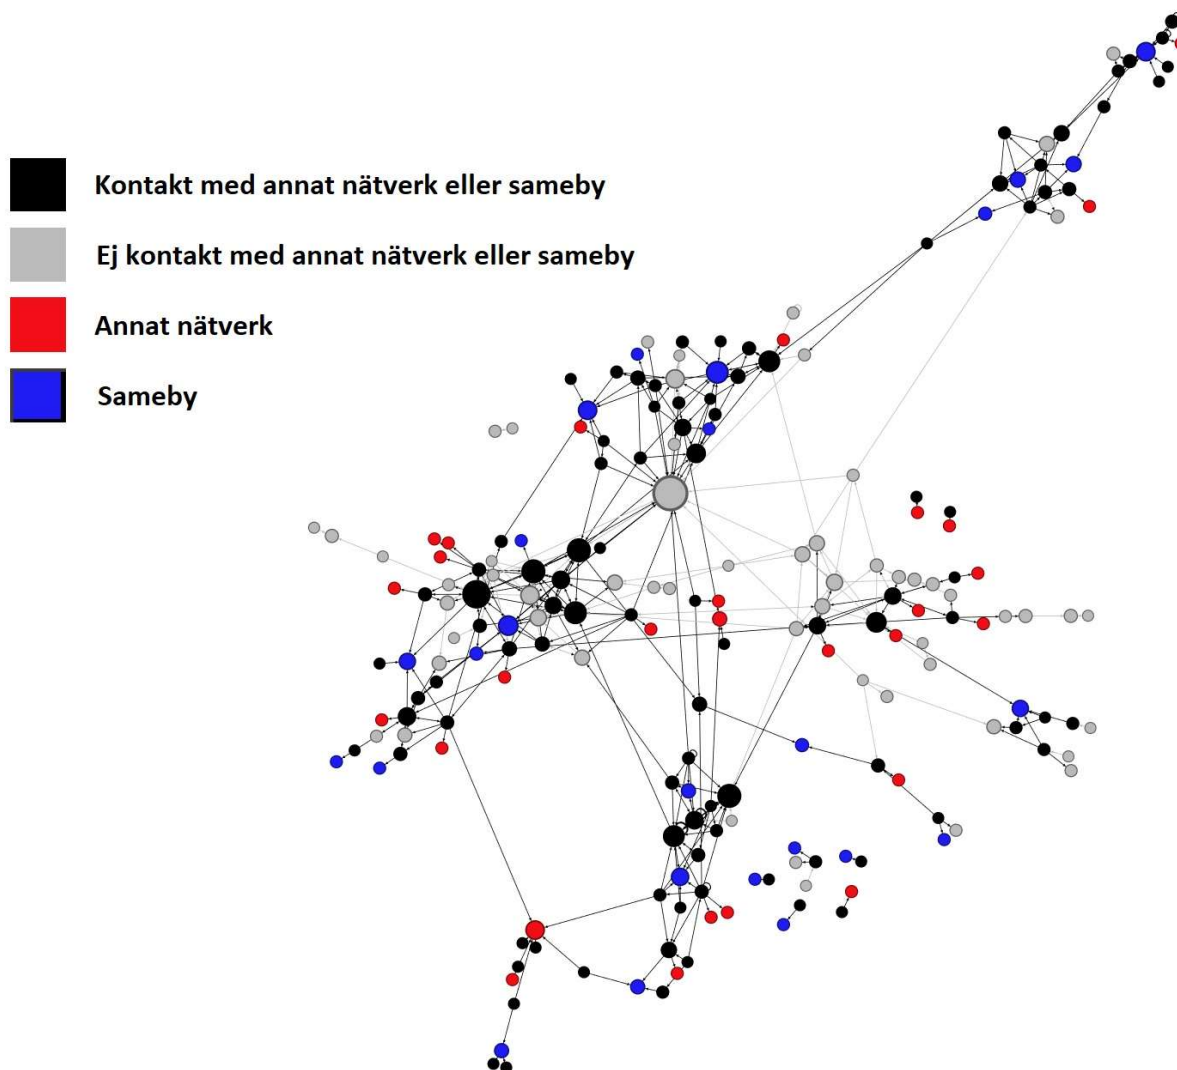 Kontakt med annat nätverk eller sameby
Ej kontakt med annat nätverk eller sameby
Annat nätverk
Sameby